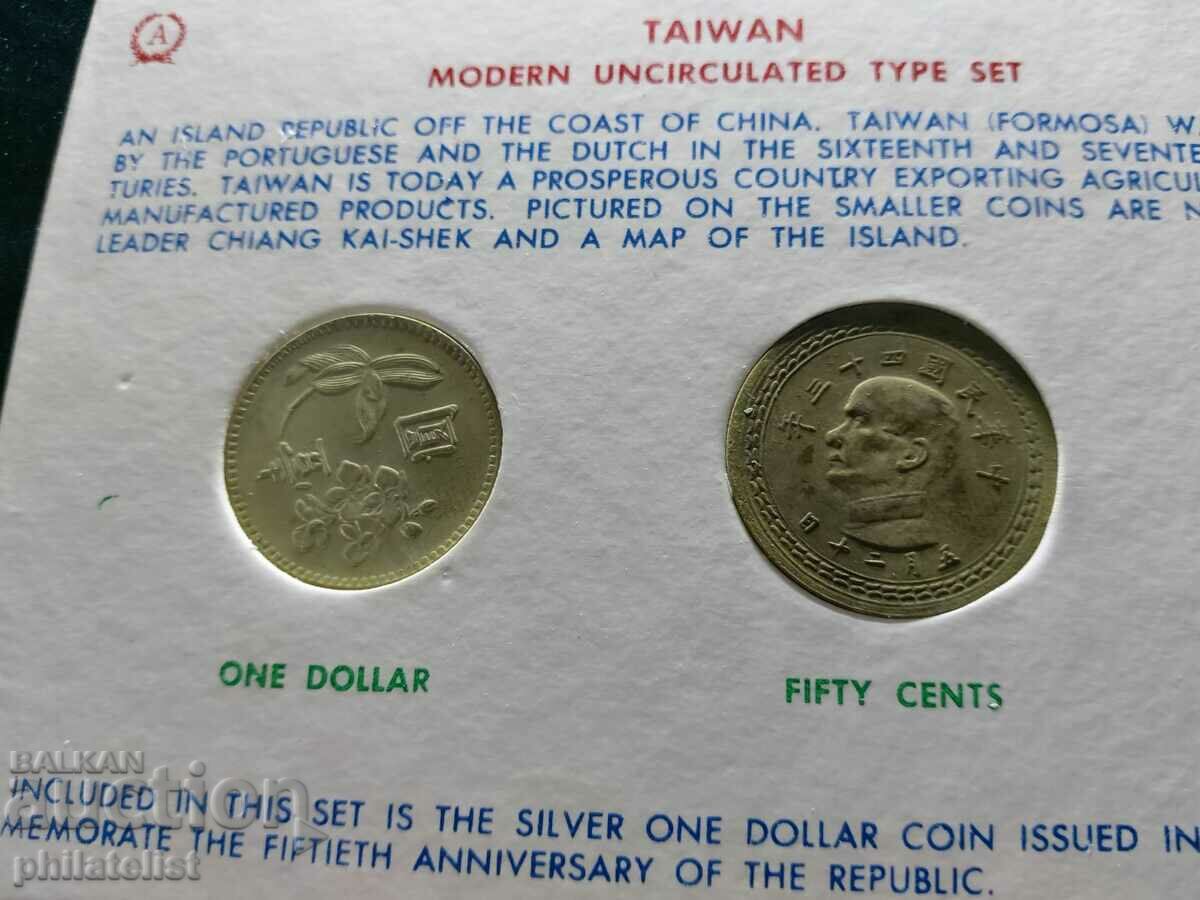 A
TAIWAN
MODERN UNCIRCULATED TYPE SET
AN ISLAND REPUBLIC OFF THE COAST OF CHINA. TAIWAN (FORMOSA) W
BY THE PORTUGUESE AND THE DUTCH IN THE SIXTEENTH AND SEVENTE
TURIES. TAIWAN IS TODAY A PROSPEROUS COUNTRY EXPORTING AGRICU
MANUFACTURED PRODUCTS. PICTURED ON THE SMALLER COINS ARE N
LEADER CHIANG KAI-SHEK AND A MAP OF THE ISLAND.
中華民國四十三年
五月二十日
ONE DOLLAR
FIFTY CENTS
INCLUDED IN THIS SET IS THE SILVER ONE DOLLAR COIN ISSUED IN
MEMORATE THE FIFTIETH ANNIVERSARY OF THE REPUBLIC.
BALKAN
auction
philatelist